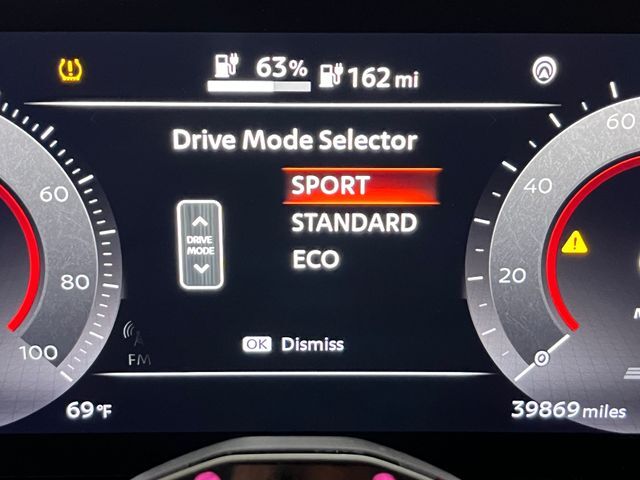 63% 162 mi
Drive Mode Selector
SPORT
STANDARD
ECO
DRIVE
MODE
60
80
100
60
40
20
0
FM
OK Dismiss
69°F
39869 miles